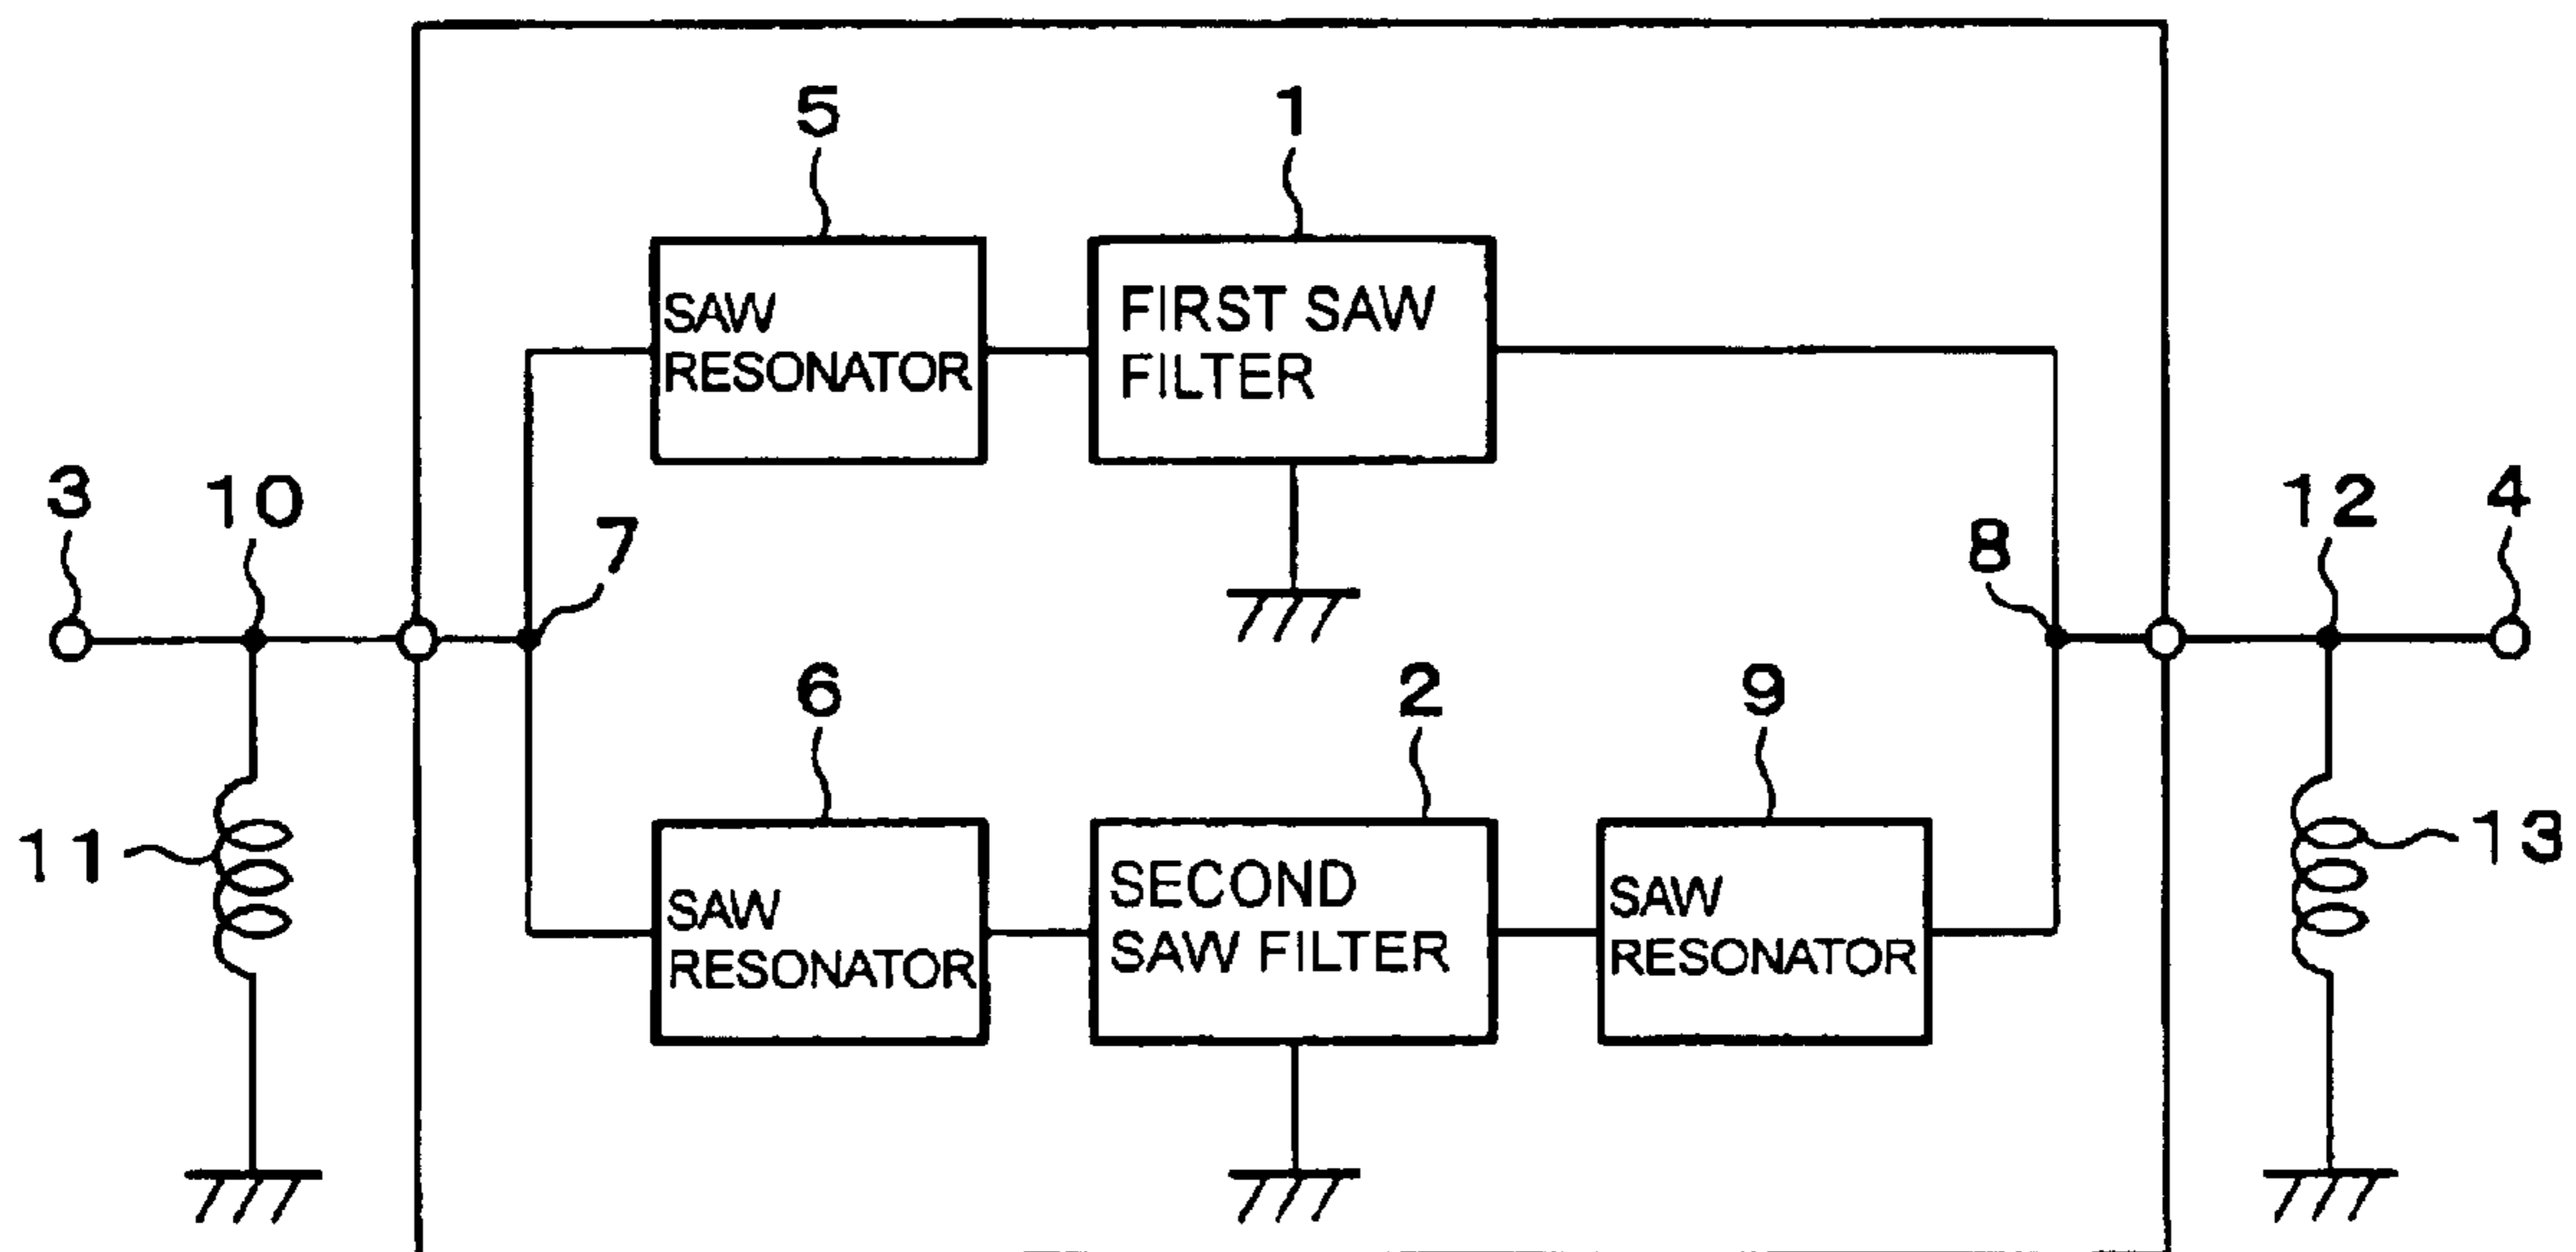 5
1
SAW
RESONATOR
FIRST SAW
FILTER
3
10
7
8
12
4
6
2
9
11
SAW
RESONATOR
SECOND
SAW FILTER
SAW
RESONATOR
13